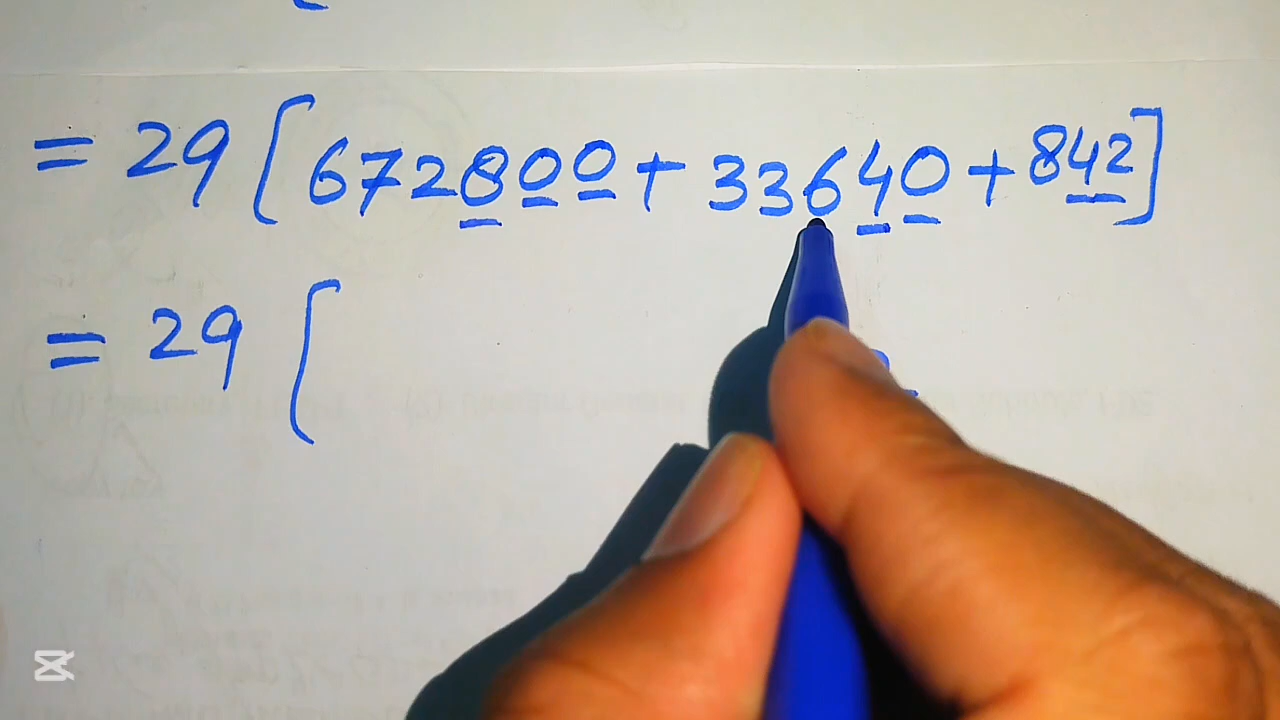 = 29 [672800 + 33640 + 842]
= 29 [